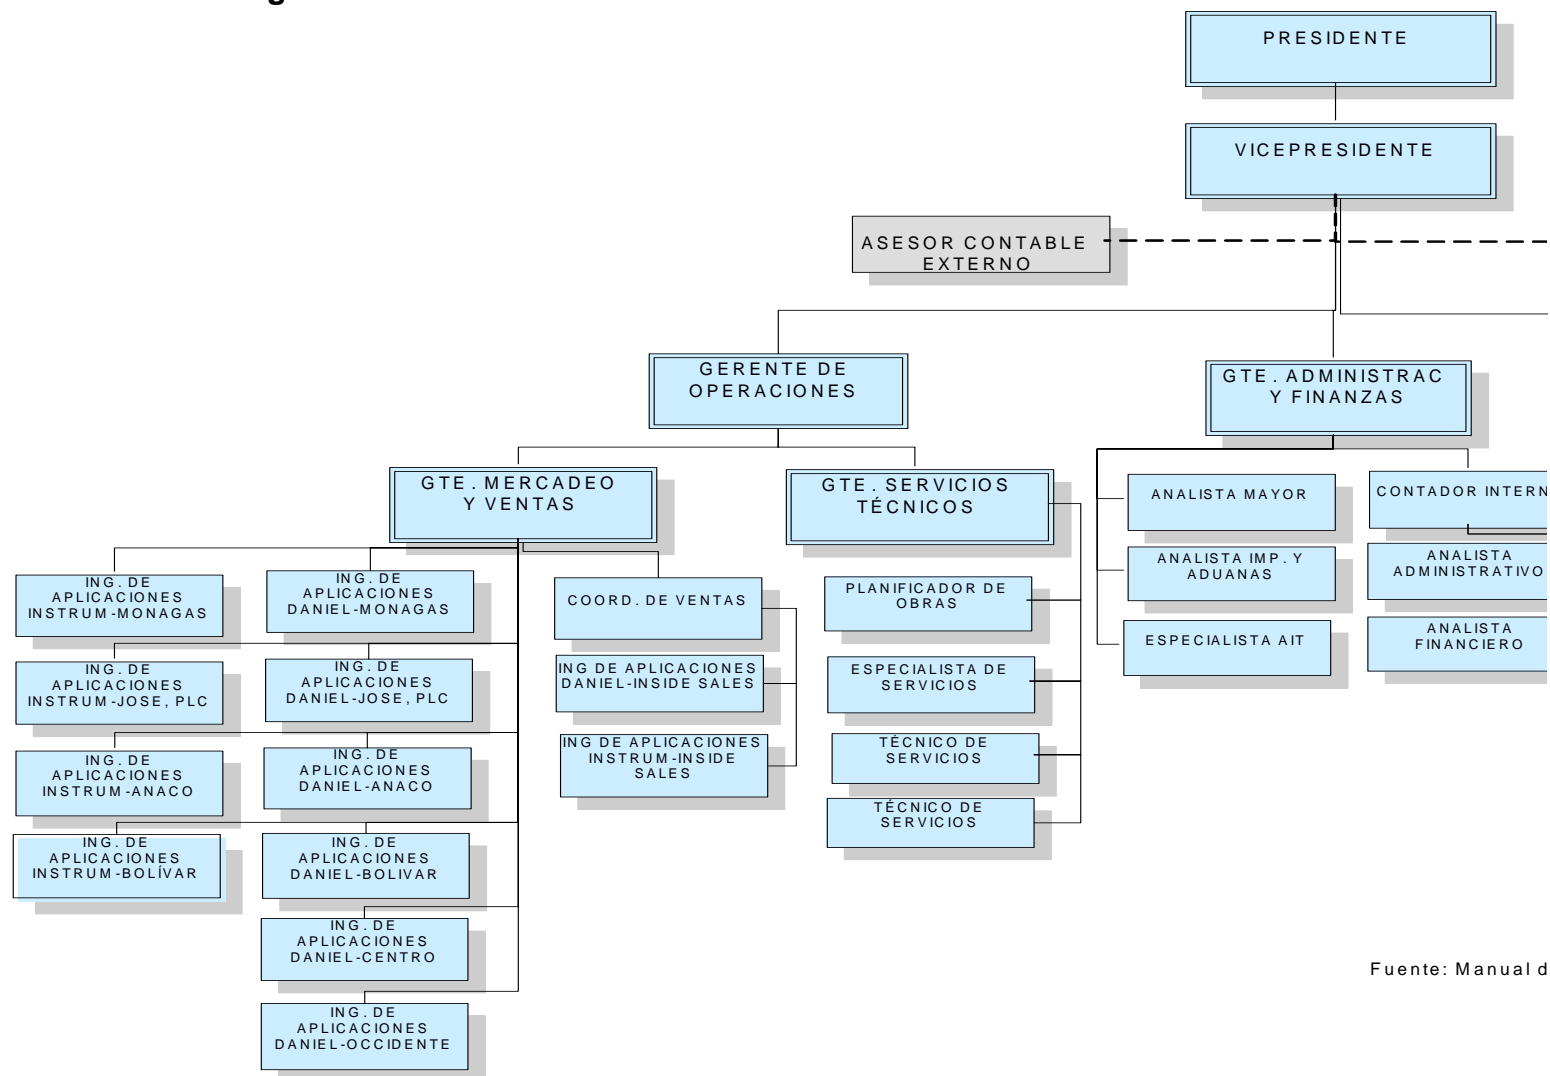 PRESIDENTE
VICEPRESIDENTE
ASESOR CONTABLE
EXTERNO
GERENTE DE
OPERACIONES
GTE. ADMINISTRAC
Y FINANZAS
GTE. MERCADEO
Y VENTAS
GTE. SERVICIOS
TÉCNICOS
ANALISTA MAYOR
CONTADOR INTERN
ANALISTA IMP. Y
ADUANAS
ANALISTA
ADMINISTRATIVO
ESPECIALISTA AIT
ANALISTA
FINANCIERO
ING. DE
APLICACIONES
INSTRUM-MONAGAS
ING. DE
APLICACIONES
DANIEL-MONAGAS
COORD. DE VENTAS
PLANIFICADOR DE
OBRAS
ING. DE
APLICACIONES
INSTRUM-JOSE, PLC
ING. DE
APLICACIONES
DANIEL-JOSE, PLC
ING DE APLICACIONES
DANIEL-INSIDE SALES
ESPECIALISTA DE
SERVICIOS
ING. DE
APLICACIONES
INSTRUM-ANACO
ING. DE
APLICACIONES
DANIEL-ANACO
ING DE APLICACIONES
INSTRUM-INSIDE
SALES
TÉCNICO DE
SERVICIOS
TÉCNICO DE
SERVICIOS
ING. DE
APLICACIONES
INSTRUM-BOLÍVAR
ING. DE
APLICACIONES
DANIEL-BOLIVAR
ING. DE
APLICACIONES
DANIEL-CENTRO
ING. DE
APLICACIONES
DANIEL-OCCIDENTE
Fuente: Manual d